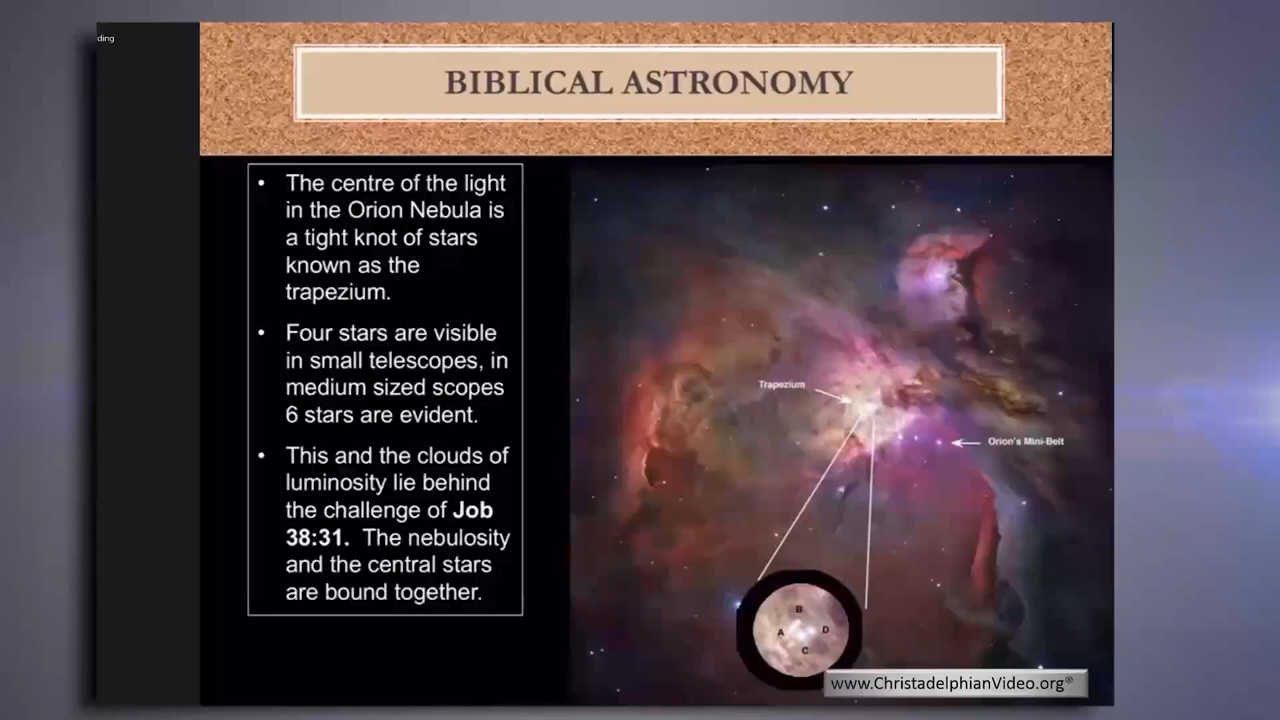 ding
BIBLICAL ASTRONOMY
• The centre of the light
in the Orion Nebula is
a tight knot of stars
known as the
trapezium.
• Four stars are visible
in small telescopes, in
medium sized scopes
6 stars are evident.
• This and the clouds of
luminosity lie behind
the challenge of Job
38:31. The nebulosity
and the central stars
are bound together.
Trapezium
Orion's Mini-Belt
B
A D
C
www.ChristadelphianVideo.org®